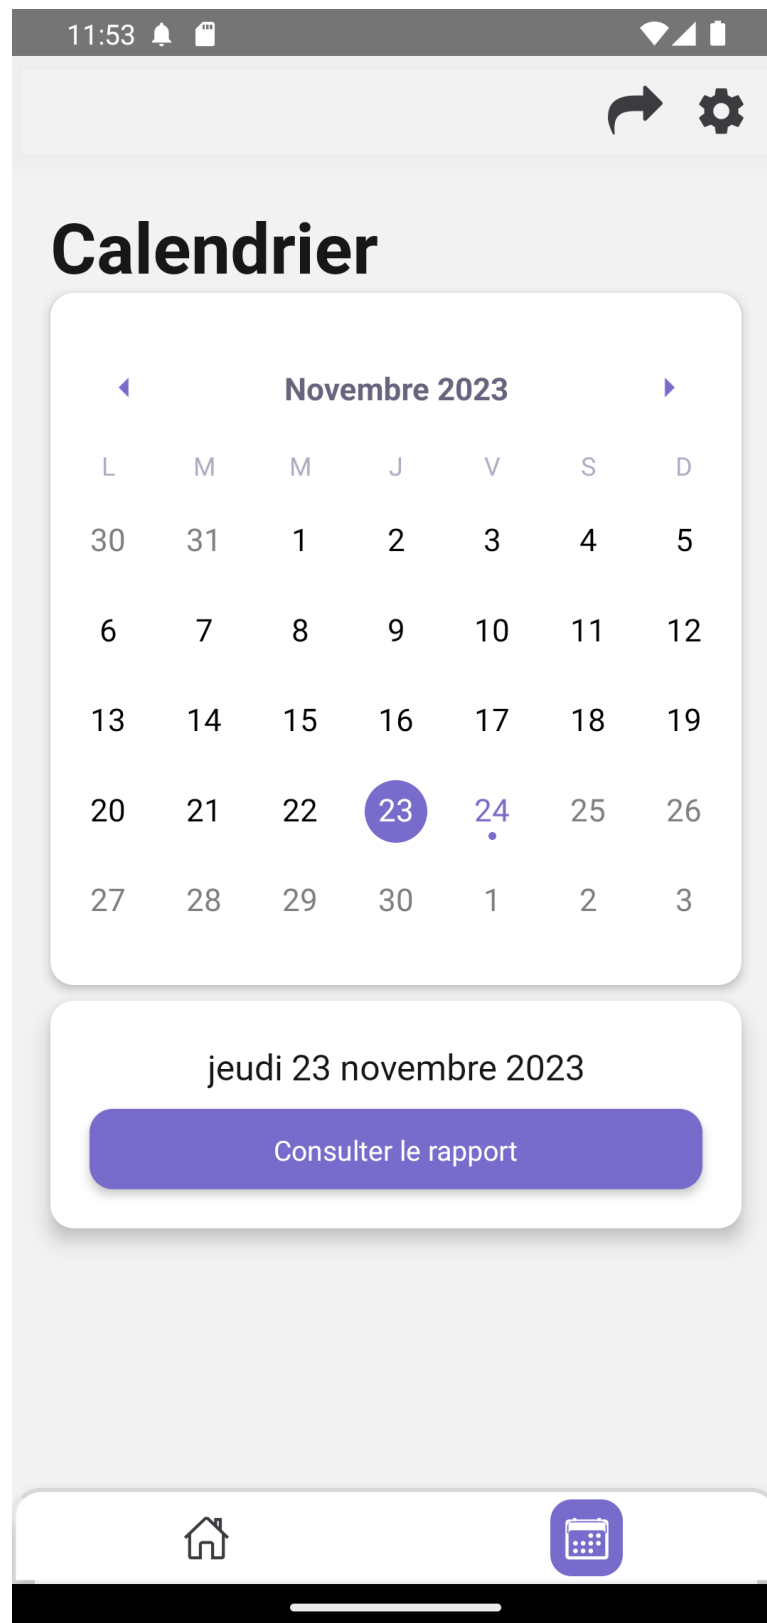 11:53
Calendrier
Novembre 2023
L M M J V S D
30 31 1 2 3 4 5
6 7 8 9 10 11 12
13 14 15 16 17 18 19
20 21 22 23 24 25 26
27 28 29 30 1 2 3
jeudi 23 novembre 2023
Consulter le rapport